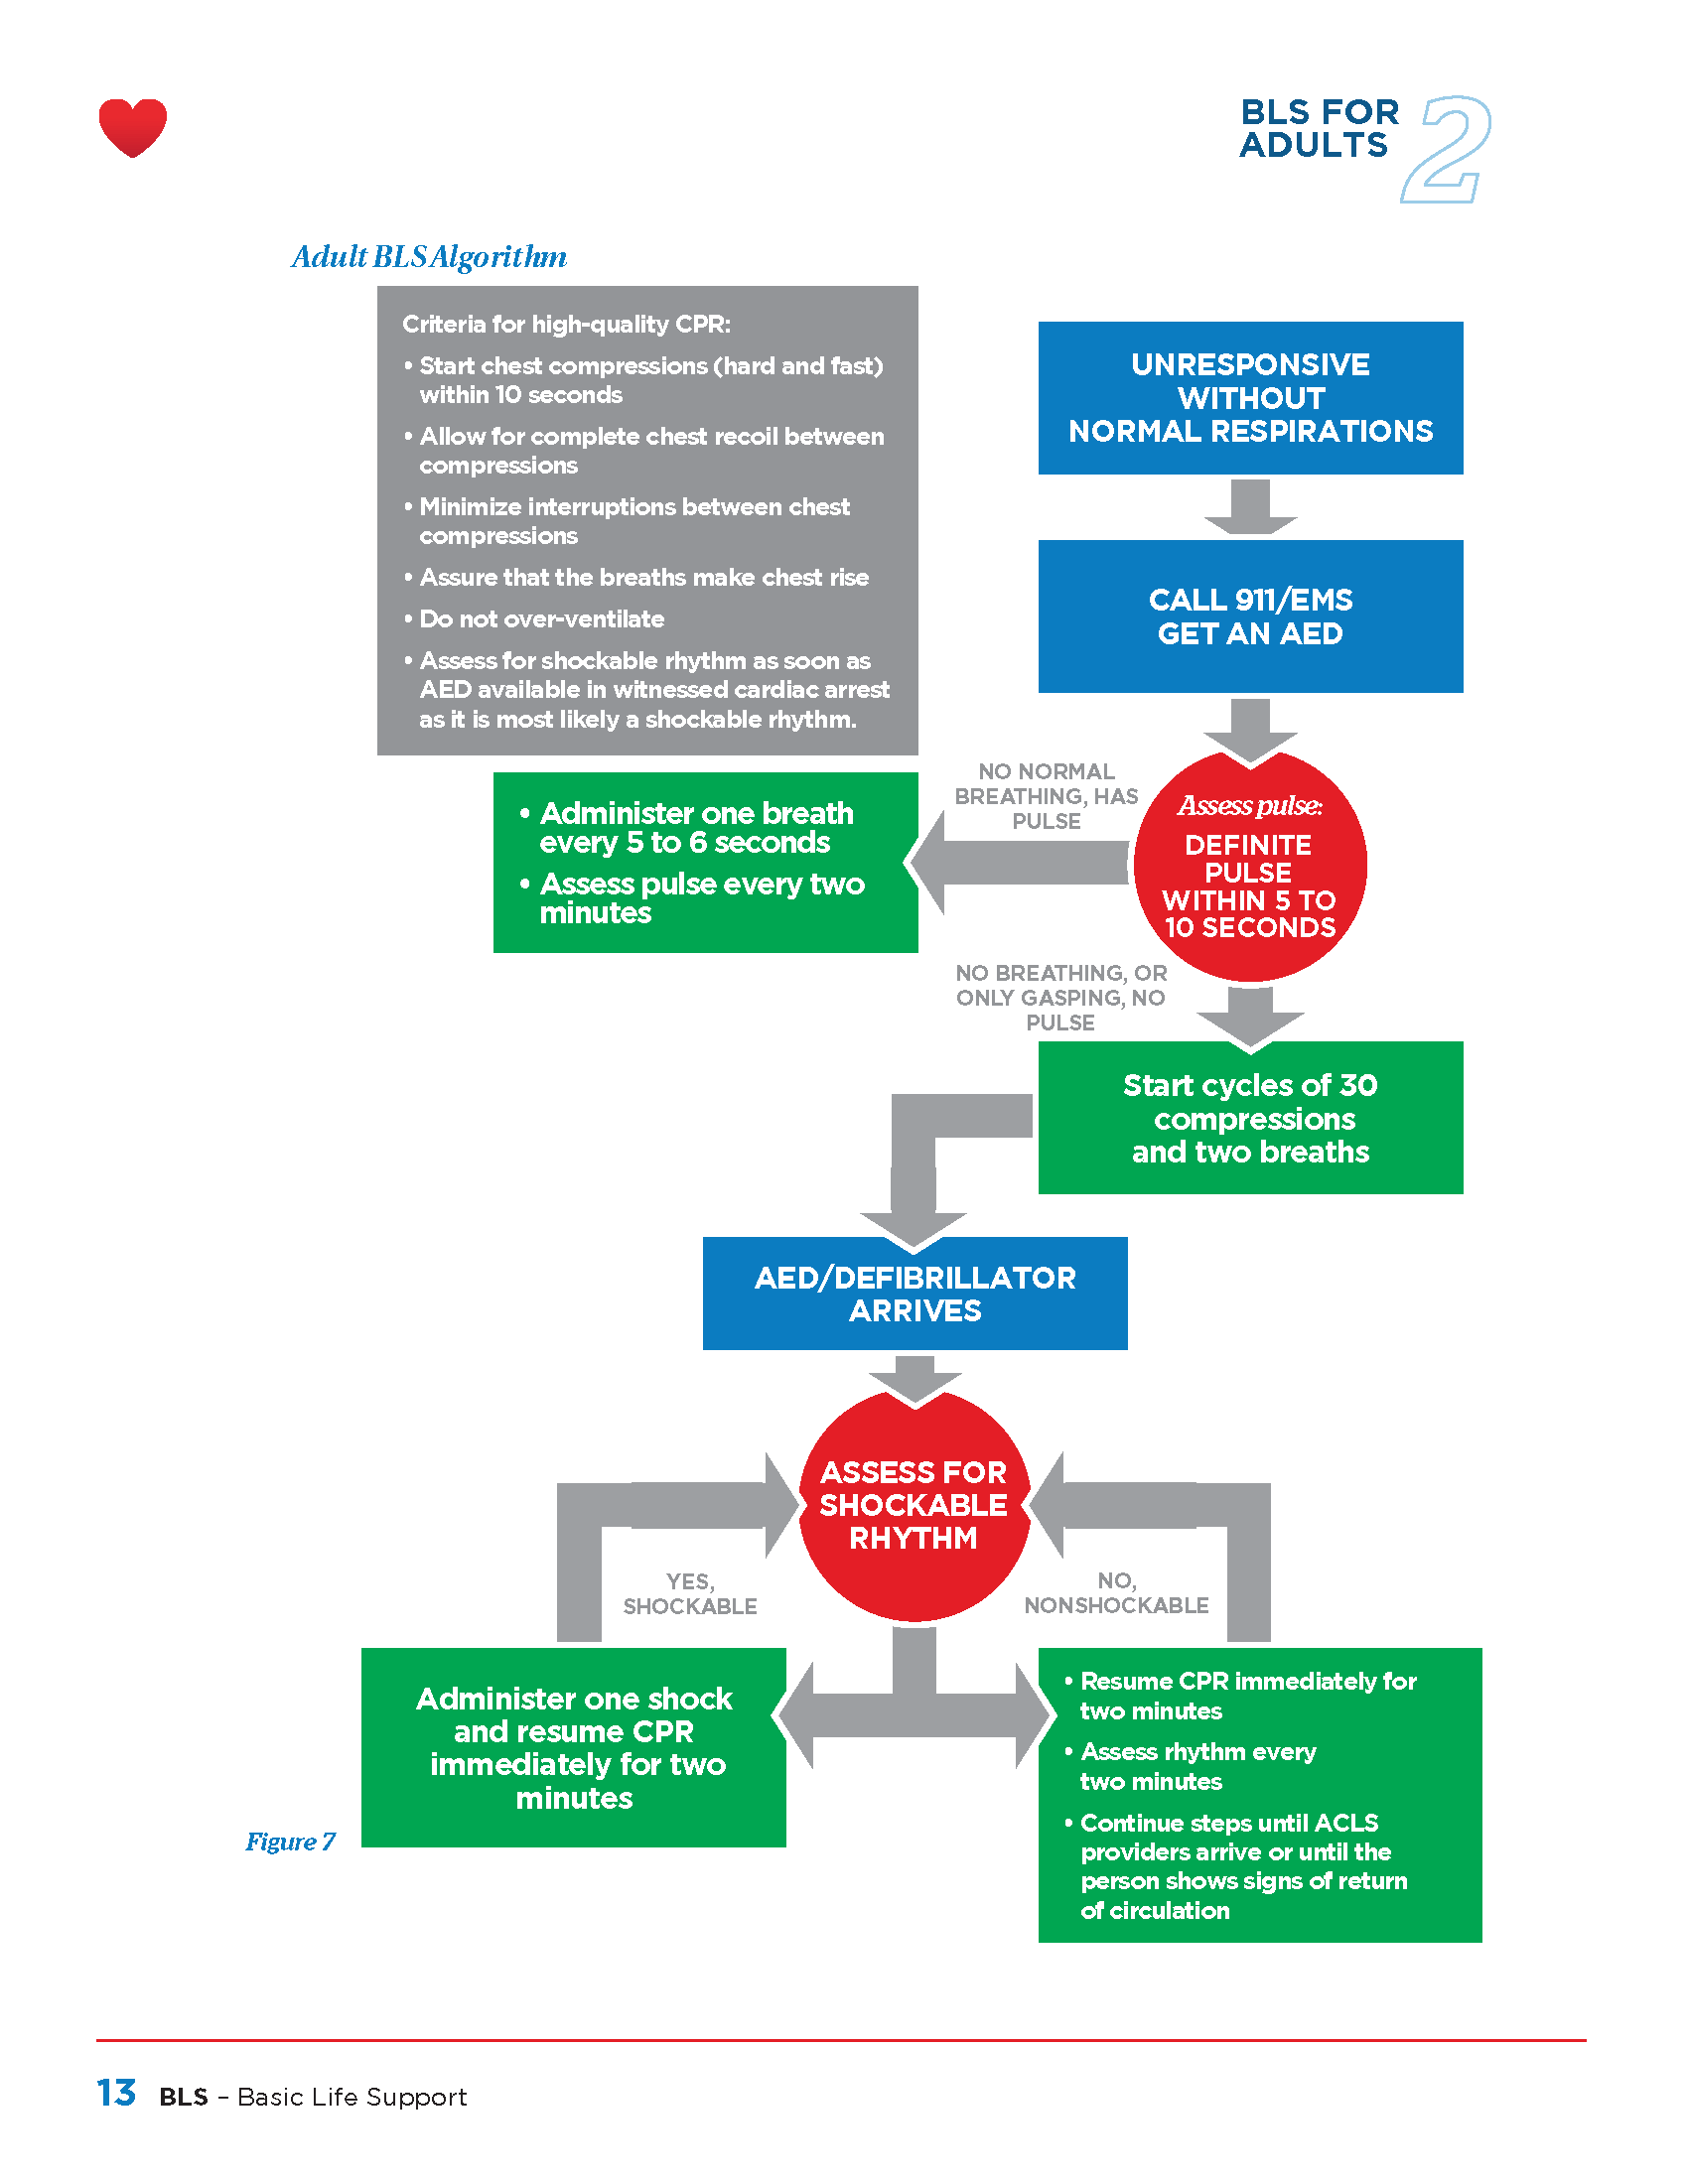 BLS FOR
ADULTS
2
Adult BLS Algorithm
Criteria for high-quality CPR:
• Start chest compressions (hard and fast)
within 10 seconds
• Allow for complete chest recoil between
compressions
• Minimize interruptions between chest
compressions
• Assure that the breaths make chest rise
• Do not over-ventilate
• Assess for shockable rhythm as soon as
AED available in witnessed cardiac arrest
as it is most likely a shockable rhythm.
UNRESPONSIVE
WITHOUT
NORMAL RESPIRATIONS
CALL 911/EMS
GET AN AED
Assess pulse:
DEFINITE
PULSE
WITHIN 5 TO
10 SECONDS
NO NORMAL
BREATHING, HAS
PULSE
• Administer one breath
every 5 to 6 seconds
• Assess pulse every two
minutes
NO BREATHING, OR
ONLY GASPING, NO
PULSE
Start cycles of 30
compressions
and two breaths
AED/DEFIBRILLATOR
ARRIVES
ASSESS FOR
SHOCKABLE
RHYTHM
YES,
SHOCKABLE
NO,
NONSHOCKABLE
Administer one shock
and resume CPR
immediately for two
minutes
• Resume CPR immediately for
two minutes
• Assess rhythm every
two minutes
• Continue steps until ACLS
providers arrive or until the
person shows signs of return
of circulation
Figure 7
13 BLS – Basic Life Support